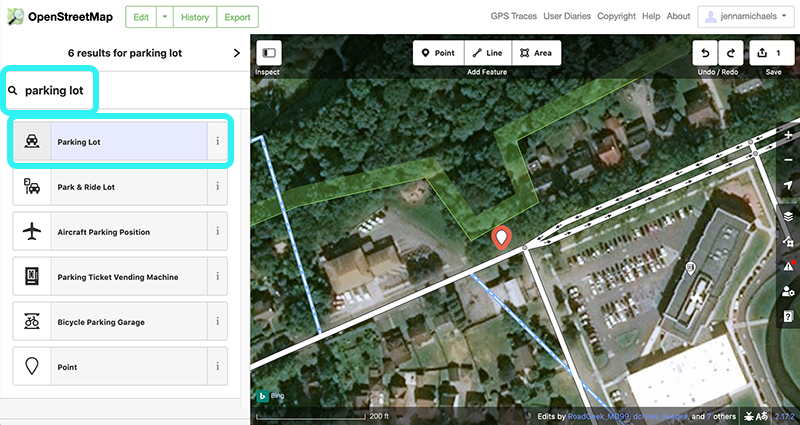 OpenStreetMap
Edit
History
Export
GPS Traces
User Diaries
Copyright
Help
About
jennamichaels
6 results for parking lot
parking lot
Parking Lot
i
Park & Ride Lot
i
Aircraft Parking Position
i
Parking Ticket Vending Machine
i
Bicycle Parking Garage
i
Point
i
Inspect
Point
Line
Area
Add Feature
Undo / Redo
1
Save
Bing
200 ft
Edits by RoadGeek_MD99, dchiles, iwedes, and 7 others
2.17.2